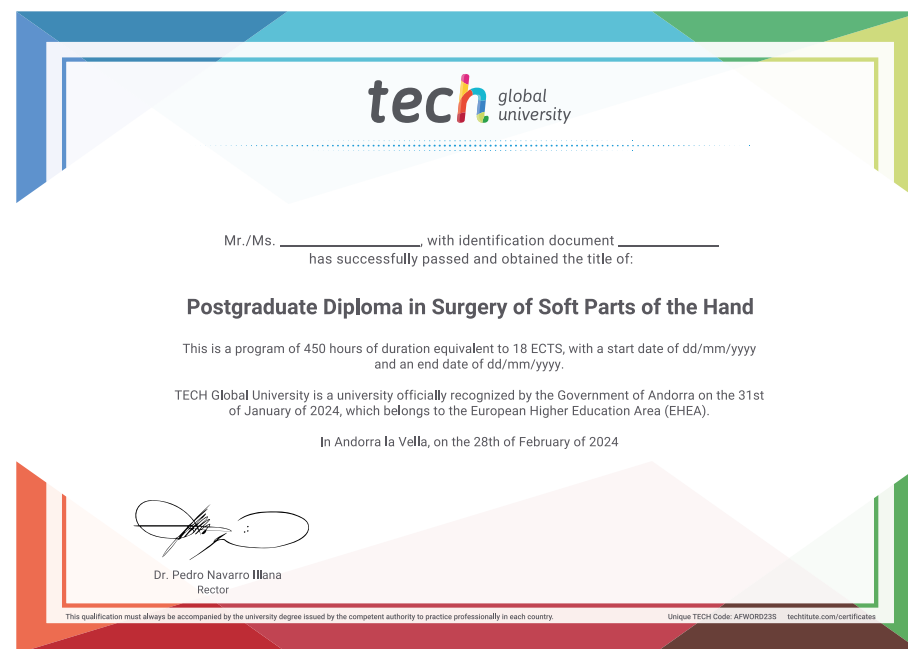 tech global
university
Mr./Ms. ____________________, with identification document ______________
has successfully passed and obtained the title of:
Postgraduate Diploma in Surgery of Soft Parts of the Hand
This is a program of 450 hours of duration equivalent to 18 ECTS, with a start date of dd/mm/yyyy
and an end date of dd/mm/yyyy.
TECH Global University is a university officially recognized by the Government of Andorra on the 31st
of January of 2024, which belongs to the European Higher Education Area (EHEA).
In Andorra la Vella, on the 28th of February of 2024
Dr. Pedro Navarro Illana
Rector
This qualification must always be accompanied by the university degree issued by the competent authority to practice professionally in each country.
Unique TECH Code: AFWORD23S techtitute.com/certificates